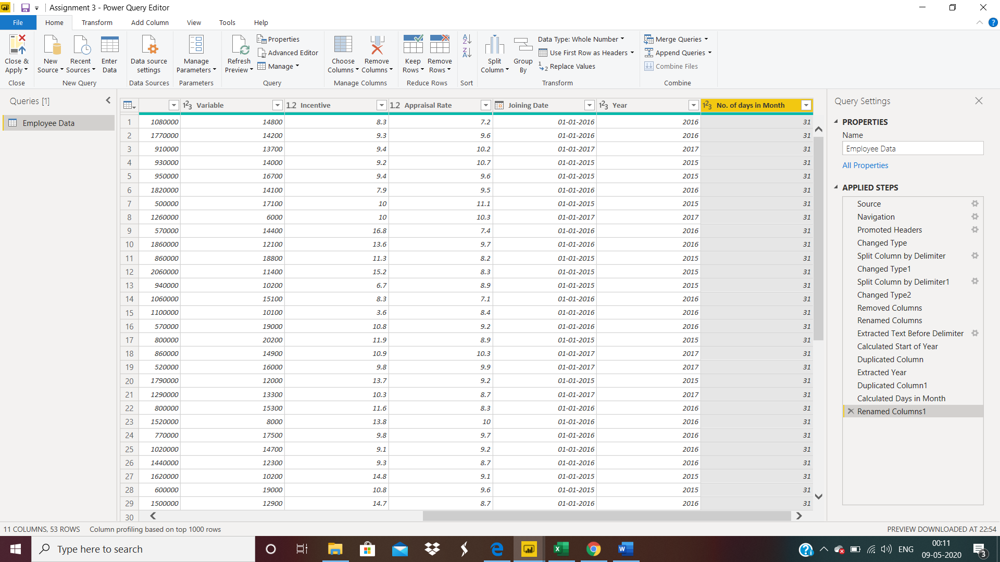 Assignment 3 - Power Query Editor
File Home Transform Add Column View Tools Help
Close & Apply
Close
New Source
Recent Sources
Enter Data
New Query
Data source settings
Data Sources
Manage Parameters
Parameters
Refresh Preview
Properties
Advanced Editor
Manage
Query
Choose Columns
Remove Columns
Manage Columns
Keep Rows
Remove Rows
Reduce Rows
Sort
Split Column
Group By
Data Type: Whole Number
Use First Row as Headers
Replace Values
Transform
Merge Queries
Append Queries
Combine Files
Combine
Queries [1]
Employee Data
Variable 1.2 Incentive 1.2 Appraisal Rate Joining Date 123 Year 123 No. of days in Month
1 1080000 14800 8.3 7.2 01-01-2016 2016 31
2 1770000 14200 9.3 9.6 01-01-2016 2016 31
3 910000 13700 9.4 10.2 01-01-2017 2017 31
4 930000 14000 9.2 10.7 01-01-2015 2015 31
5 950000 16700 9.4 9.6 01-01-2015 2015 31
6 1820000 14100 7.9 9.5 01-01-2016 2016 31
7 500000 17100 10 11.1 01-01-2015 2015 31
8 1260000 6000 10 10.3 01-01-2017 2017 31
9 570000 14400 16.8 7.4 01-01-2016 2016 31
10 1860000 12100 13.6 9.7 01-01-2016 2016 31
11 860000 18800 11.3 8.2 01-01-2015 2015 31
12 2060000 11400 15.2 8.3 01-01-2015 2015 31
13 940000 10200 6.7 8.9 01-01-2015 2015 31
14 1060000 15100 8.3 7.1 01-01-2016 2016 31
15 1100000 10100 3.6 8.4 01-01-2016 2016 31
16 570000 19000 10.8 9.2 01-01-2016 2016 31
17 800000 20200 11.9 8.9 01-01-2015 2015 31
18 860000 14900 10.9 10.3 01-01-2017 2017 31
19 520000 16000 9.8 9.9 01-01-2017 2017 31
20 1790000 12000 13.7 9.2 01-01-2015 2015 31
21 1290000 13300 10.3 8.7 01-01-2017 2017 31
22 800000 15300 11.6 8.3 01-01-2016 2016 31
23 1520000 8000 13.8 10 01-01-2016 2016 31
24 770000 17500 9.8 9.7 01-01-2016 2016 31
25 1020000 14700 9.1 9.2 01-01-2016 2016 31
26 1440000 12300 9.3 8.7 01-01-2016 2016 31
27 1620000 10200 14.8 9.1 01-01-2015 2015 31
28 600000 19000 10.8 9.6 01-01-2015 2015 31
29 1500000 12900 14.7 8.7 01-01-2016 2016 31
30
Query Settings
PROPERTIES
Name
Employee Data
All Properties
APPLIED STEPS
Source
Navigation
Promoted Headers
Changed Type
Split Column by Delimiter
Changed Type1
Split Column by Delimiter1
Changed Type2
Removed Columns
Renamed Columns
Extracted Text Before Delimiter
Calculated Start of Year
Duplicated Column
Extracted Year
Duplicated Column1
Calculated Days in Month
Renamed Columns1
11 COLUMNS, 53 ROWS Column profiling based on top 1000 rows
PREVIEW DOWNLOADED AT 22:54
Type here to search
ENG
00:11
09-05-2020
3